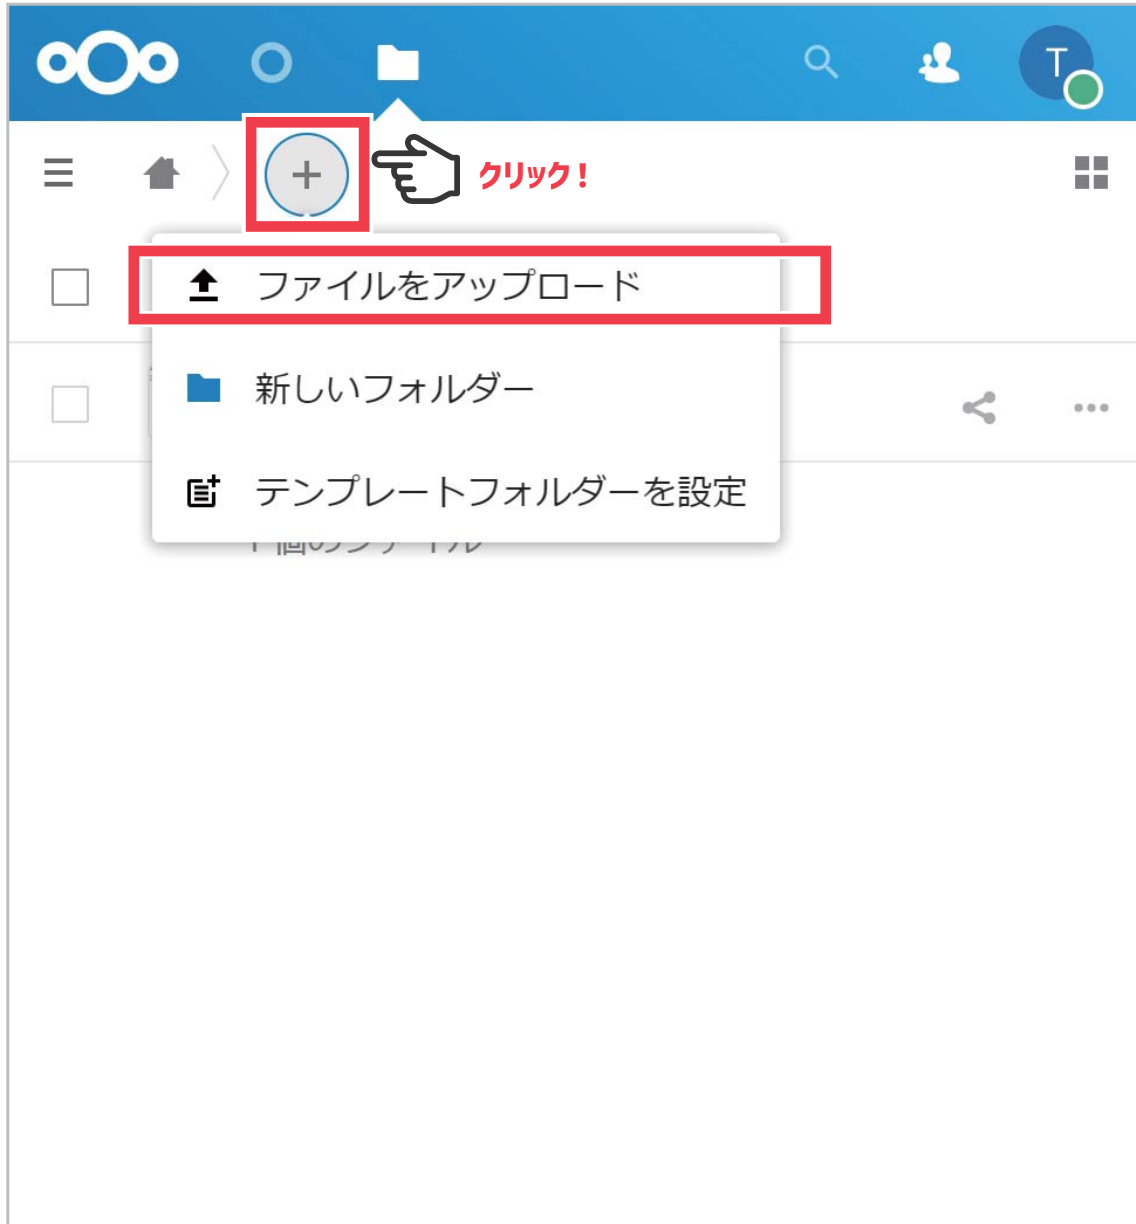 T
クリック！
ファイルをアップロード
新しいフォルダー
テンプレートフォルダーを設定